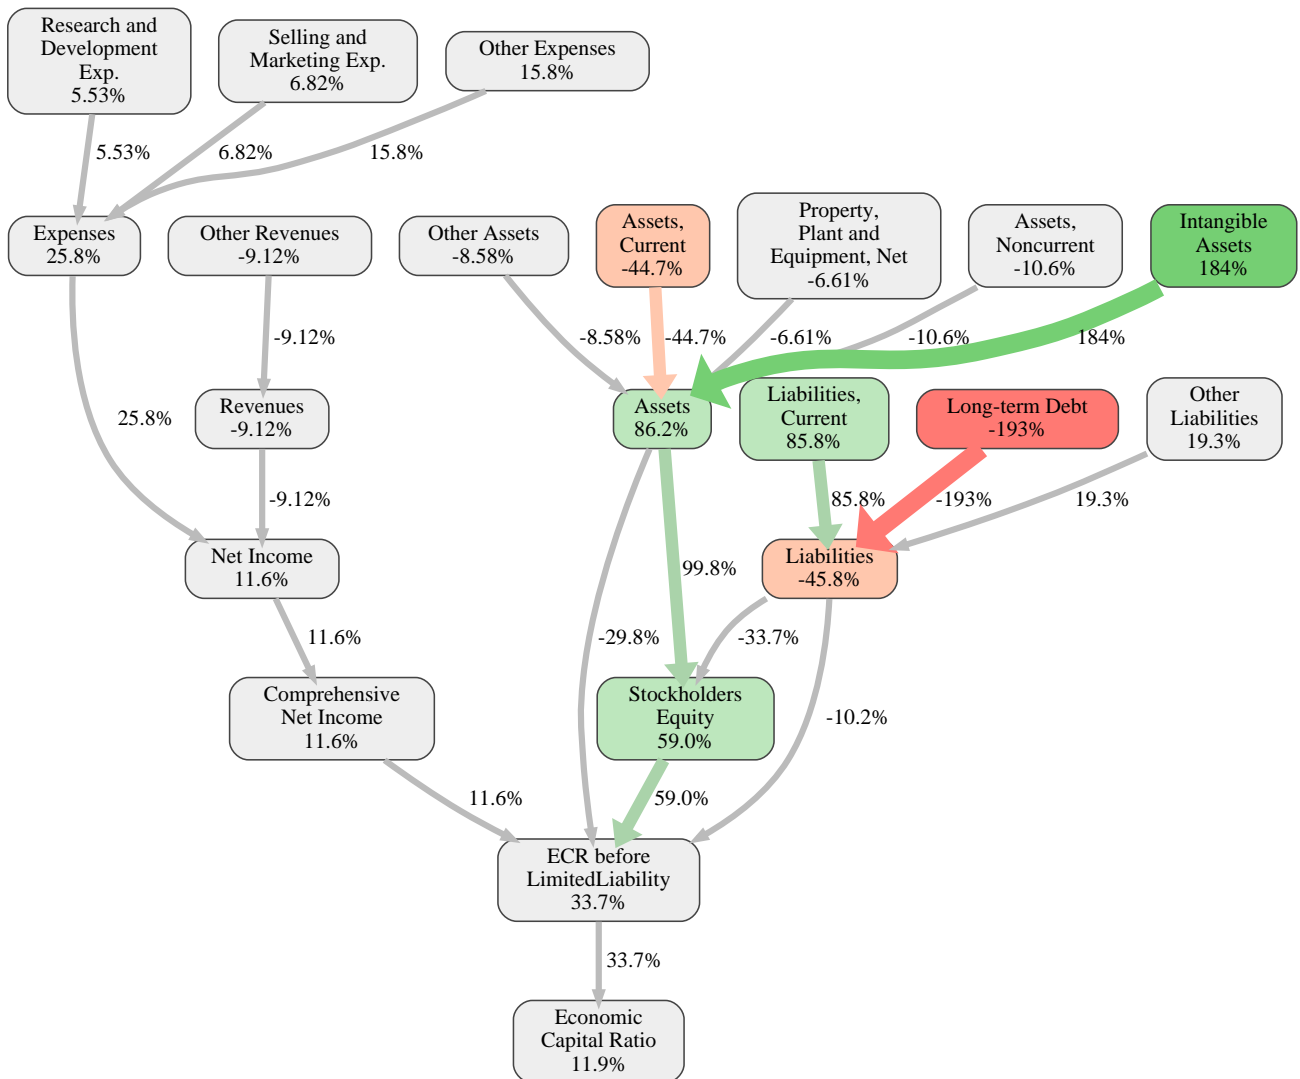 Research and
Development
Exp.
5.53%
Selling and
Marketing Exp.
6.82%
Other Expenses
15.8%
5.53%
6.82%
15.8%
Expenses
25.8%
Other Revenues
-9.12%
Other Assets
-8.58%
Assets,
Current
-44.7%
Property,
Plant and
Equipment, Net
-6.61%
Assets,
Noncurrent
-10.6%
Intangible
Assets
184%
-9.12%
-8.58%
-44.7%
-6.61%
-10.6%
184%
25.8%
Revenues
-9.12%
Assets
86.2%
Liabilities,
Current
85.8%
Long-term Debt
-193%
Other
Liabilities
19.3%
-9.12%
85.8%
-193%
19.3%
Net Income
11.6%
99.8%
Liabilities
-45.8%
11.6%
-29.8%
-33.7%
Comprehensive
Net Income
11.6%
Stockholders
Equity
59.0%
-10.2%
11.6%
59.0%
ECR before
LimitedLiability
33.7%
33.7%
Economic
Capital Ratio
11.9%